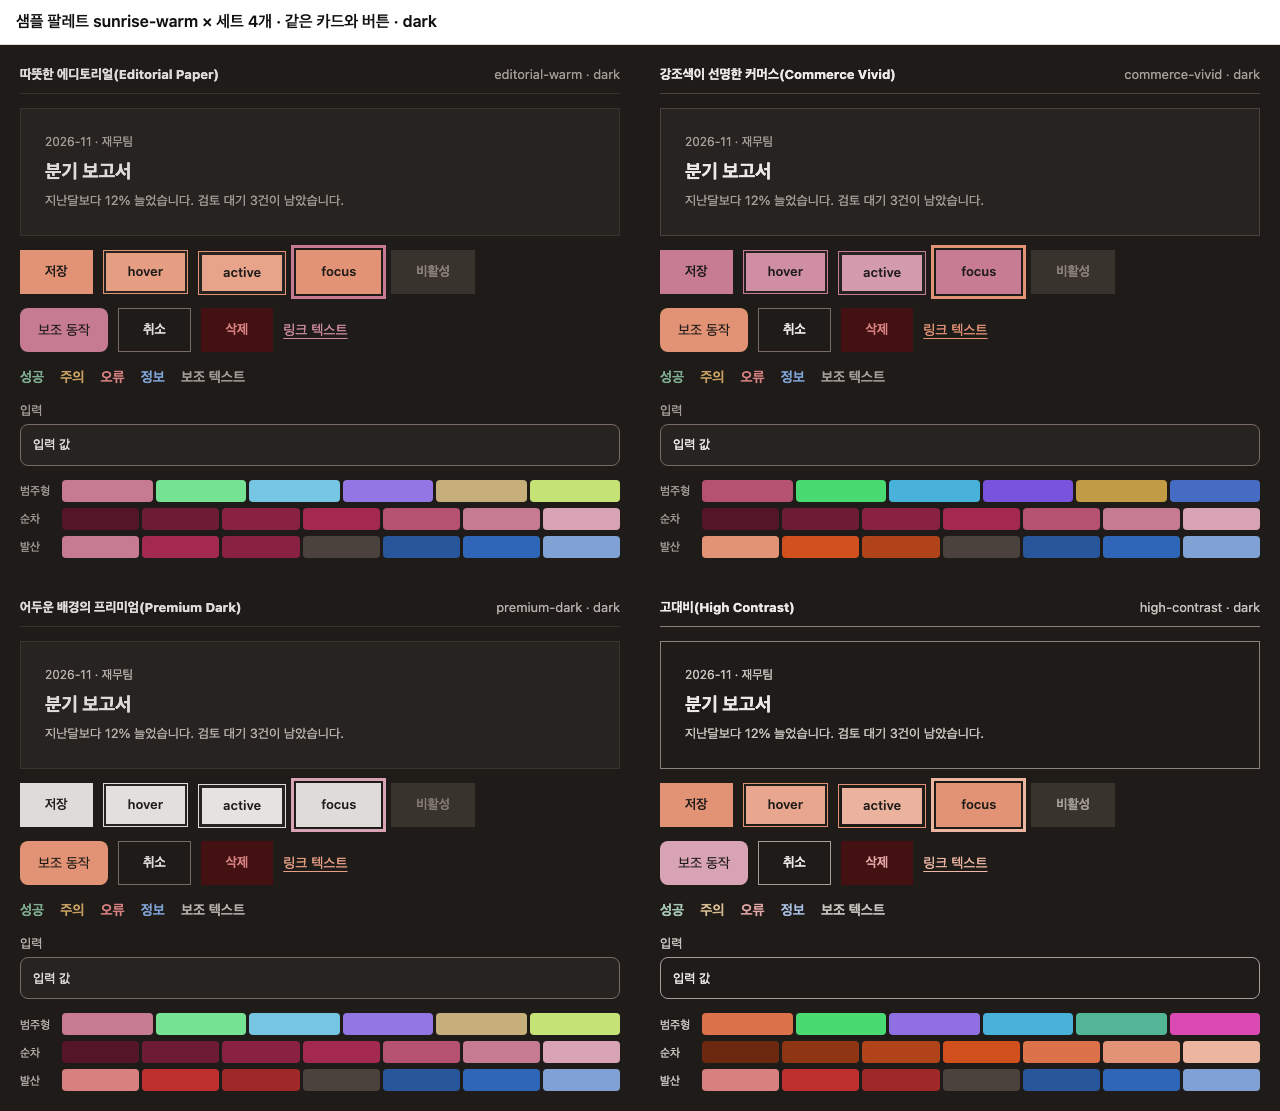 샘플 팔레트 sunrise-warm × 세트 4개 · 같은 카드와 버튼 · dark
따뜻한 에디토리얼(Editorial Paper)
editorial-warm · dark
2026-11 · 재무팀
분기 보고서
지난달보다 12% 늘었습니다. 검토 대기 3건이 남았습니다.
저장 hover active focus 비활성
보조 동작 취소 삭제 링크 텍스트
성공 주의 오류 정보 보조 텍스트
입력
입력 값
범주형
순차
발산
강조색이 선명한 커머스(Commerce Vivid)
commerce-vivid · dark
2026-11 · 재무팀
분기 보고서
지난달보다 12% 늘었습니다. 검토 대기 3건이 남았습니다.
저장 hover active focus 비활성
보조 동작 취소 삭제 링크 텍스트
성공 주의 오류 정보 보조 텍스트
입력
입력 값
범주형
순차
발산
어두운 배경의 프리미엄(Premium Dark)
premium-dark · dark
2026-11 · 재무팀
분기 보고서
지난달보다 12% 늘었습니다. 검토 대기 3건이 남았습니다.
저장 hover active focus 비활성
보조 동작 취소 삭제 링크 텍스트
성공 주의 오류 정보 보조 텍스트
입력
입력 값
범주형
순차
발산
고대비(High Contrast)
high-contrast · dark
2026-11 · 재무팀
분기 보고서
지난달보다 12% 늘었습니다. 검토 대기 3건이 남았습니다.
저장 hover active focus 비활성
보조 동작 취소 삭제 링크 텍스트
성공 주의 오류 정보 보조 텍스트
입력
입력 값
범주형
순차
발산